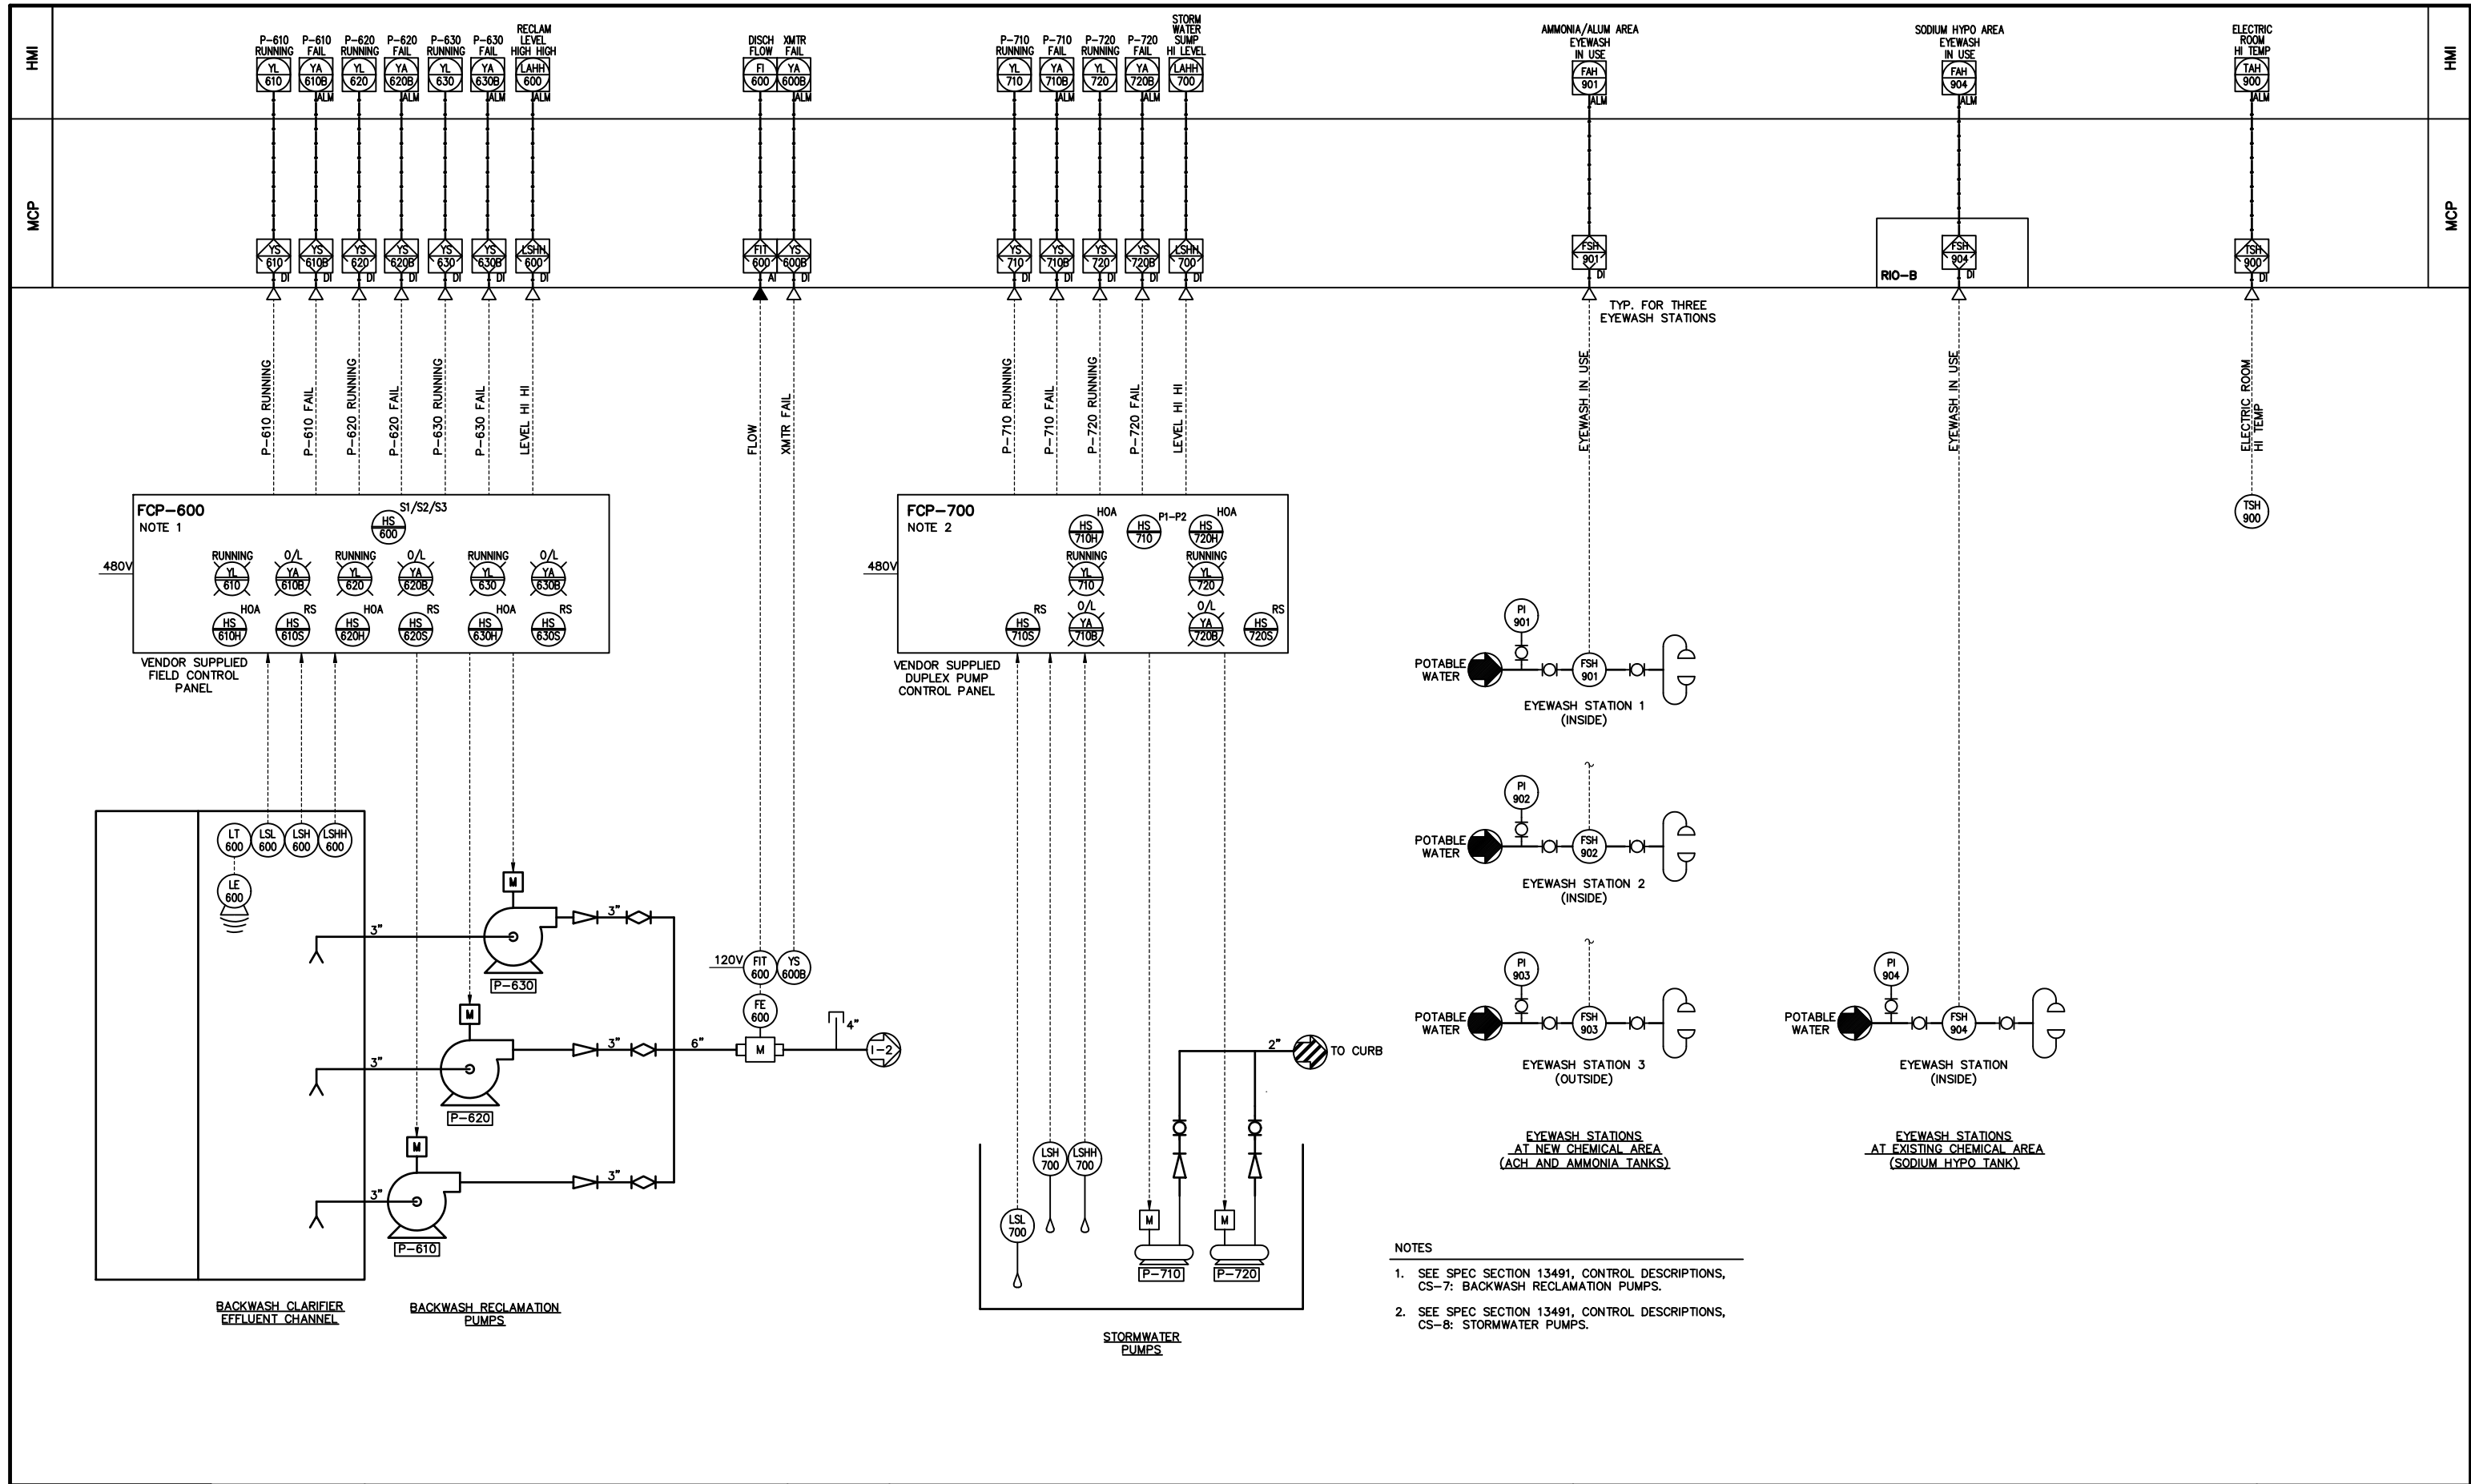 HMI
P-610
RUNNING
YL
610
P-610
FAIL
YA
610B
ALM
P-620
RUNNING
YL
620
P-620
FAIL
YA
620B
ALM
P-630
RUNNING
YL
630
P-630
FAIL
YA
630B
ALM
RECLAM
LEVEL
HIGH HIGH
LAHH
600
ALM
DISCH
FLOW
FI
600
XMTR
FAIL
YA
600B
ALM
P-710
RUNNING
YL
710
P-710
FAIL
YA
710B
ALM
P-720
RUNNING
YL
720
P-720
FAIL
YA
720B
ALM
STORM
WATER
SUMP
HI LEVEL
LAHH
700
ALM
AMMONIA/ALUM AREA
EYEWASH
IN USE
FAH
901
ALM
SODIUM HYPO AREA
EYEWASH
IN USE
FAH
904
ALM
ELECTRIC
ROOM
HI TEMP
TAH
900
ALM
HMI
MCP
YS
610
DI
YS
610B
DI
YS
620
DI
YS
620B
DI
YS
630
DI
YS
630B
DI
LSHH
600
DI
FIT
600
AI
YS
600B
DI
YS
710
DI
YS
710B
DI
YS
720
DI
YS
720B
DI
LSHH
700
DI
FSH
901
DI
RIO-B
FSH
904
DI
TSH
900
DI
MCP
TYP. FOR THREE
EYEWASH STATIONS
P-610 RUNNING
P-610 FAIL
P-620 RUNNING
P-620 FAIL
P-630 RUNNING
P-630 FAIL
LEVEL HI HI
FLOW
XMTR FAIL
P-710 RUNNING
P-710 FAIL
P-720 RUNNING
P-720 FAIL
LEVEL HI HI
EYEWASH IN USE
EYEWASH IN USE
ELECTRIC ROOM
HI TEMP
TSH
900
480V
FCP-600
NOTE 1
HS
600
S1/S2/S3
RUNNING
YL
610
O/L
YA
610B
RUNNING
YL
620
O/L
YA
620B
RUNNING
YL
630
O/L
YA
630B
HOA
HS
610H
RS
HS
610S
HOA
HS
620H
RS
HS
620S
HOA
HS
630H
RS
HS
630S
VENDOR SUPPLIED
FIELD CONTROL
PANEL
480V
FCP-700
NOTE 2
HOA
HS
710H
P1-P2
HS
710
HOA
HS
720H
RUNNING
YL
710
RUNNING
YL
720
RS
HS
710S
O/L
YA
710B
O/L
YA
720B
RS
HS
720S
VENDOR SUPPLIED
DUPLEX PUMP
CONTROL PANEL
LT
600
LSL
600
LSH
600
LSHH
600
LE
600
M
3"
3"
P-630
M
3"
3"
P-620
M
3"
3"
P-610
6"
120V
FIT
600
YS
600B
FE
600
M
4"
I-2
BACKWASH CLARIFIER
EFFLUENT CHANNEL
BACKWASH RECLAMATION
PUMPS
LSL
700
LSH
700
LSHH
700
M
M
P-710
P-720
2"
TO CURB
STORMWATER
PUMPS
PI
901
POTABLE
WATER
FSH
901
EYEWASH STATION 1
(INSIDE)
PI
902
POTABLE
WATER
FSH
902
EYEWASH STATION 2
(INSIDE)
PI
903
POTABLE
WATER
FSH
903
EYEWASH STATION 3
(OUTSIDE)
EYEWASH STATIONS
AT NEW CHEMICAL AREA
(ACH AND AMMONIA TANKS)
PI
904
POTABLE
WATER
FSH
904
EYEWASH STATION
(INSIDE)
EYEWASH STATIONS
AT EXISTING CHEMICAL AREA
(SODIUM HYPO TANK)
NOTES
1. SEE SPEC SECTION 13491, CONTROL DESCRIPTIONS,
CS-7: BACKWASH RECLAMATION PUMPS.
2. SEE SPEC SECTION 13491, CONTROL DESCRIPTIONS,
CS-8: STORMWATER PUMPS.